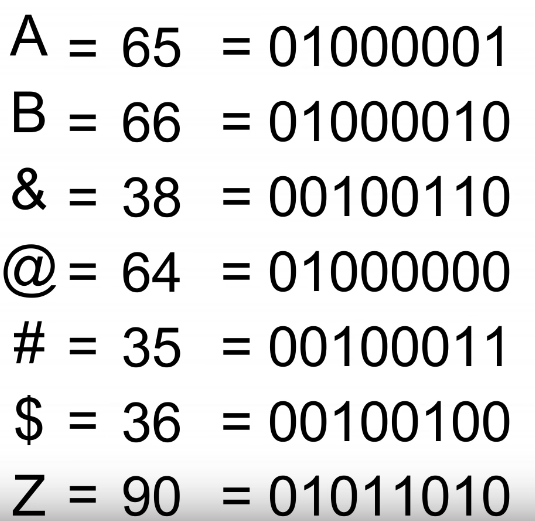 A = 65 = 01000001
B = 66 = 01000010
& = 38 = 00100110
@ = 64 = 01000000
# = 35 = 00100011
$ = 36 = 00100100
Z = 90 = 01011010